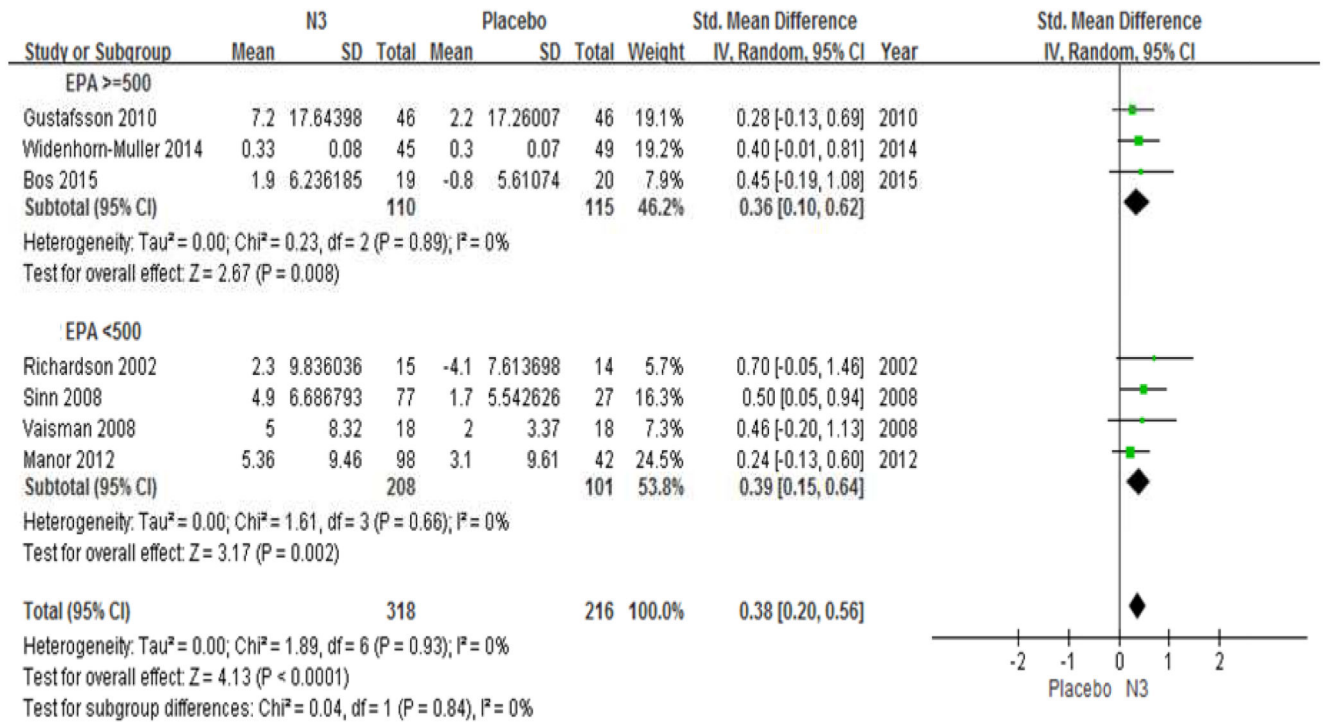 N3 Placebo Std. Mean Difference Std. Mean Difference
Study or Subgroup Mean SD Total Mean SD Total Weight IV, Random, 95% CI Year IV, Random, 95% CI
EPA >=500
Gustafsson 2010 7.2 17.64398 46 2.2 17.26007 46 19.1% 0.28 [-0.13, 0.69] 2010
Widenhorn-Muller 2014 0.33 0.08 45 0.3 0.07 49 19.2% 0.40 [-0.01, 0.81] 2014
Bos 2015 1.9 6.236185 19 -0.8 5.61074 20 7.9% 0.45 [-0.19, 1.08] 2015
Subtotal (95% CI) 110 115 46.2% 0.36 [0.10, 0.62]
Heterogeneity: Tau² = 0.00; Chi² = 0.23, df = 2 (P = 0.89); I² = 0%
Test for overall effect: Z = 2.67 (P = 0.008)
EPA <500
Richardson 2002 2.3 9.836036 15 -4.1 7.613698 14 5.7% 0.70 [-0.05, 1.46] 2002
Sinn 2008 4.9 6.686793 77 1.7 5.542626 27 16.3% 0.50 [0.05, 0.94] 2008
Vaisman 2008 5 8.32 18 2 3.37 18 7.3% 0.46 [-0.20, 1.13] 2008
Manor 2012 5.36 9.46 98 3.1 9.61 42 24.5% 0.24 [-0.13, 0.60] 2012
Subtotal (95% CI) 208 101 53.8% 0.39 [0.15, 0.64]
Heterogeneity: Tau² = 0.00; Chi² = 1.61, df = 3 (P = 0.66); I² = 0%
Test for overall effect: Z = 3.17 (P = 0.002)
Total (95% CI) 318 216 100.0% 0.38 [0.20, 0.56]
Heterogeneity: Tau² = 0.00; Chi² = 1.89, df = 6 (P = 0.93); I² = 0%
Test for overall effect: Z = 4.13 (P < 0.0001)
Test for subgroup differences: Chi² = 0.04, df = 1 (P = 0.84), I² = 0%
-2 -1 0 1 2
Placebo N3